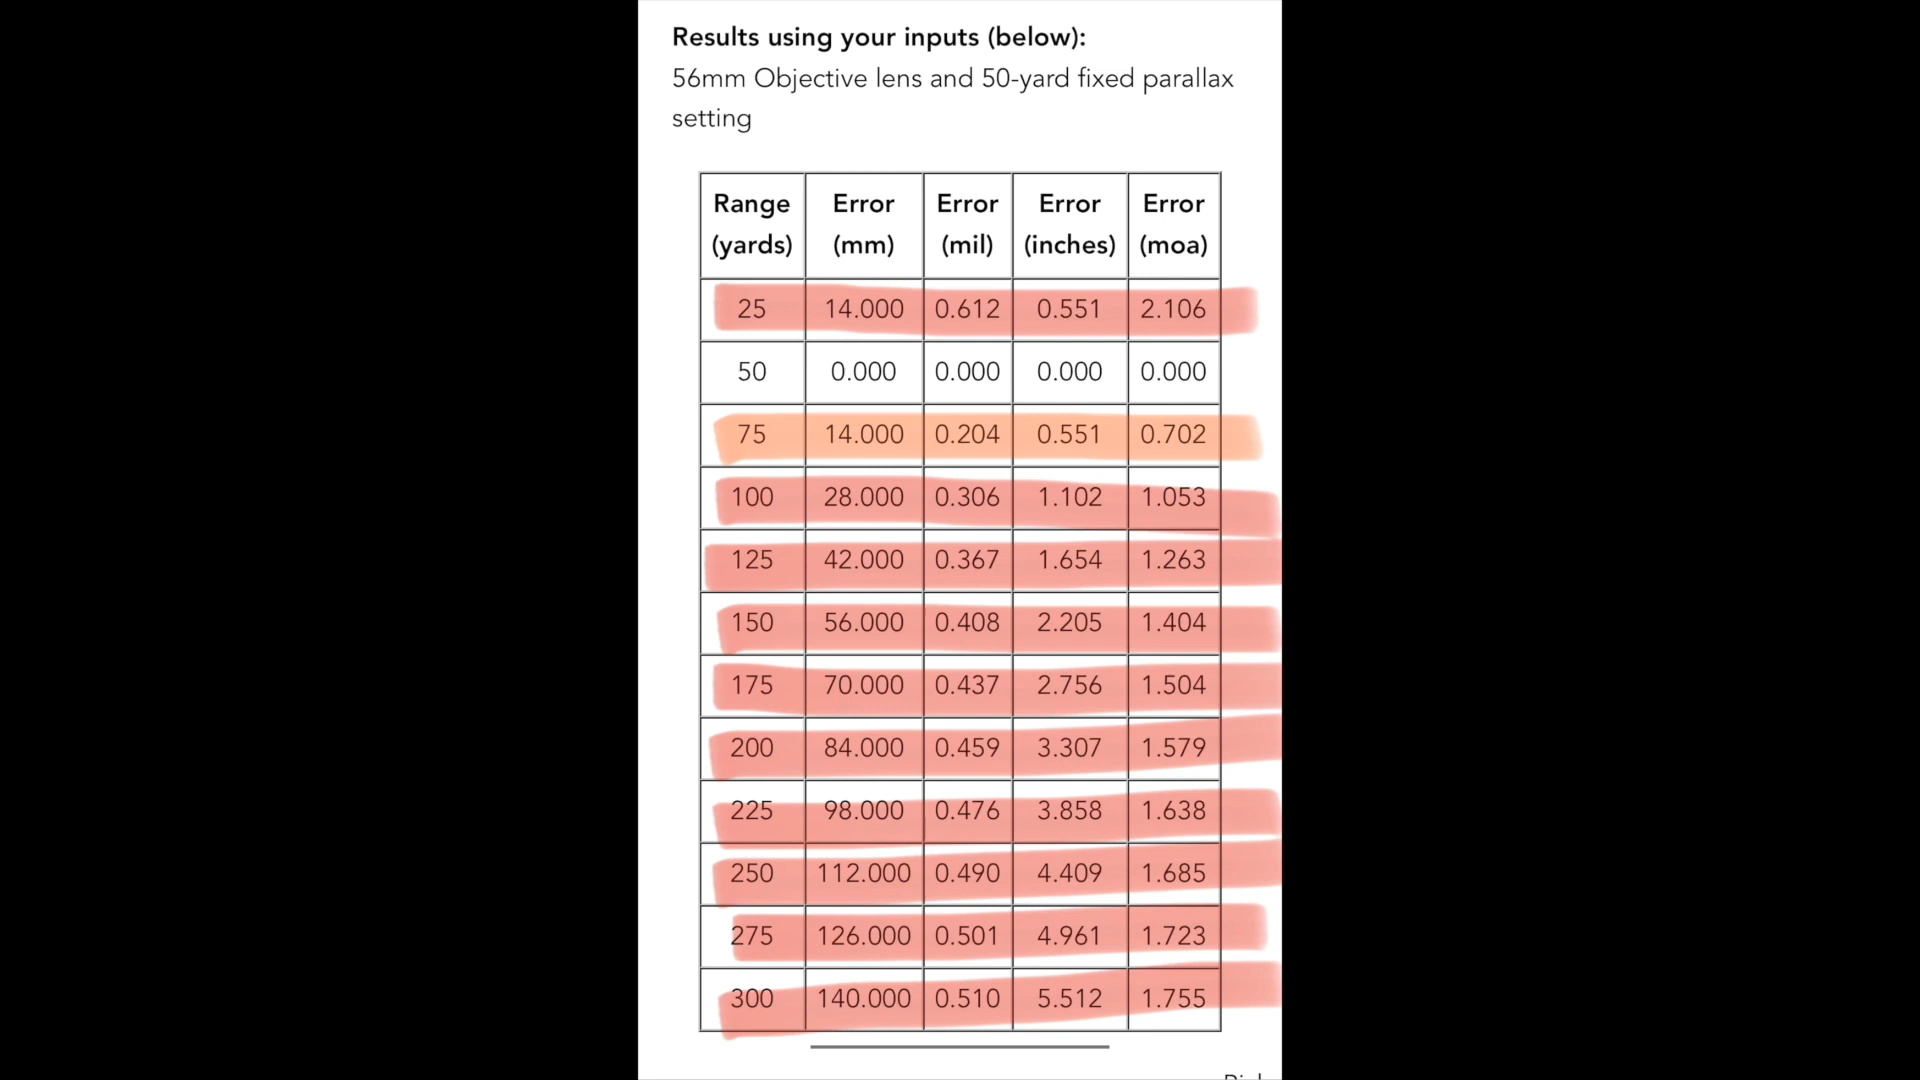 Results using your inputs (below):
56mm Objective lens and 50-yard fixed parallax
setting
Range (yards) Error (mm) Error (mil) Error (inches) Error (moa)
25 14.000 0.612 0.551 2.106
50 0.000 0.000 0.000 0.000
75 14.000 0.204 0.551 0.702
100 28.000 0.306 1.102 1.053
125 42.000 0.367 1.654 1.263
150 56.000 0.408 2.205 1.404
175 70.000 0.437 2.756 1.504
200 84.000 0.459 3.307 1.579
225 98.000 0.476 3.858 1.638
250 112.000 0.490 4.409 1.685
275 126.000 0.501 4.961 1.723
300 140.000 0.510 5.512 1.755